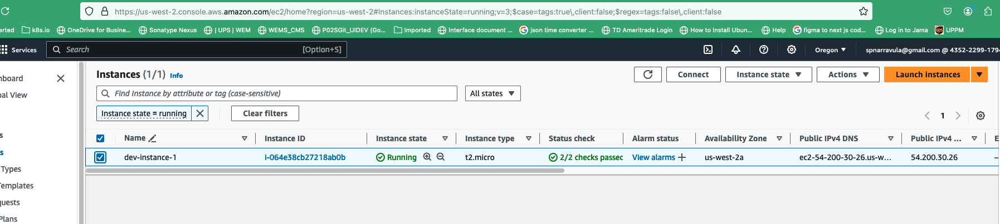 https://us-west-2.console.aws.amazon.com/ec2/home?region=us-west-2#Instances:instanceState=running;v=3;$case=tags:true\,client:false;$regex=tags:false\,client:false
arted k8s.io OneDrive for Busine... Sonatype Nexus | UPS | WEM WEMS_CMS P02SGit_UIDEV (Go... Imported Interface document ... json time converter ... TD Ameritrade Login How to Install Ubun... Help figma to next js cod... Log in to Jama UPPM
Services Search [Option+S] Oregon spnarravula@gmail.com @ 4352-2299-179
nboard
bal View
s
s
Types
Templates
quests
Plans
Instances (1/1) Info Connect Instance state Actions Launch instances
Find Instance by attribute or tag (case-sensitive) All states
Instance state = running Clear filters 1
Name Instance ID Instance state Instance type Status check Alarm status Availability Zone Public IPv4 DNS Public IPv4 ... E
dev-instance-1 i-064e38cb27218ab0b Running t2.micro 2/2 checks passec View alarms us-west-2a ec2-54-200-30-26.us-w... 54.200.30.26 –